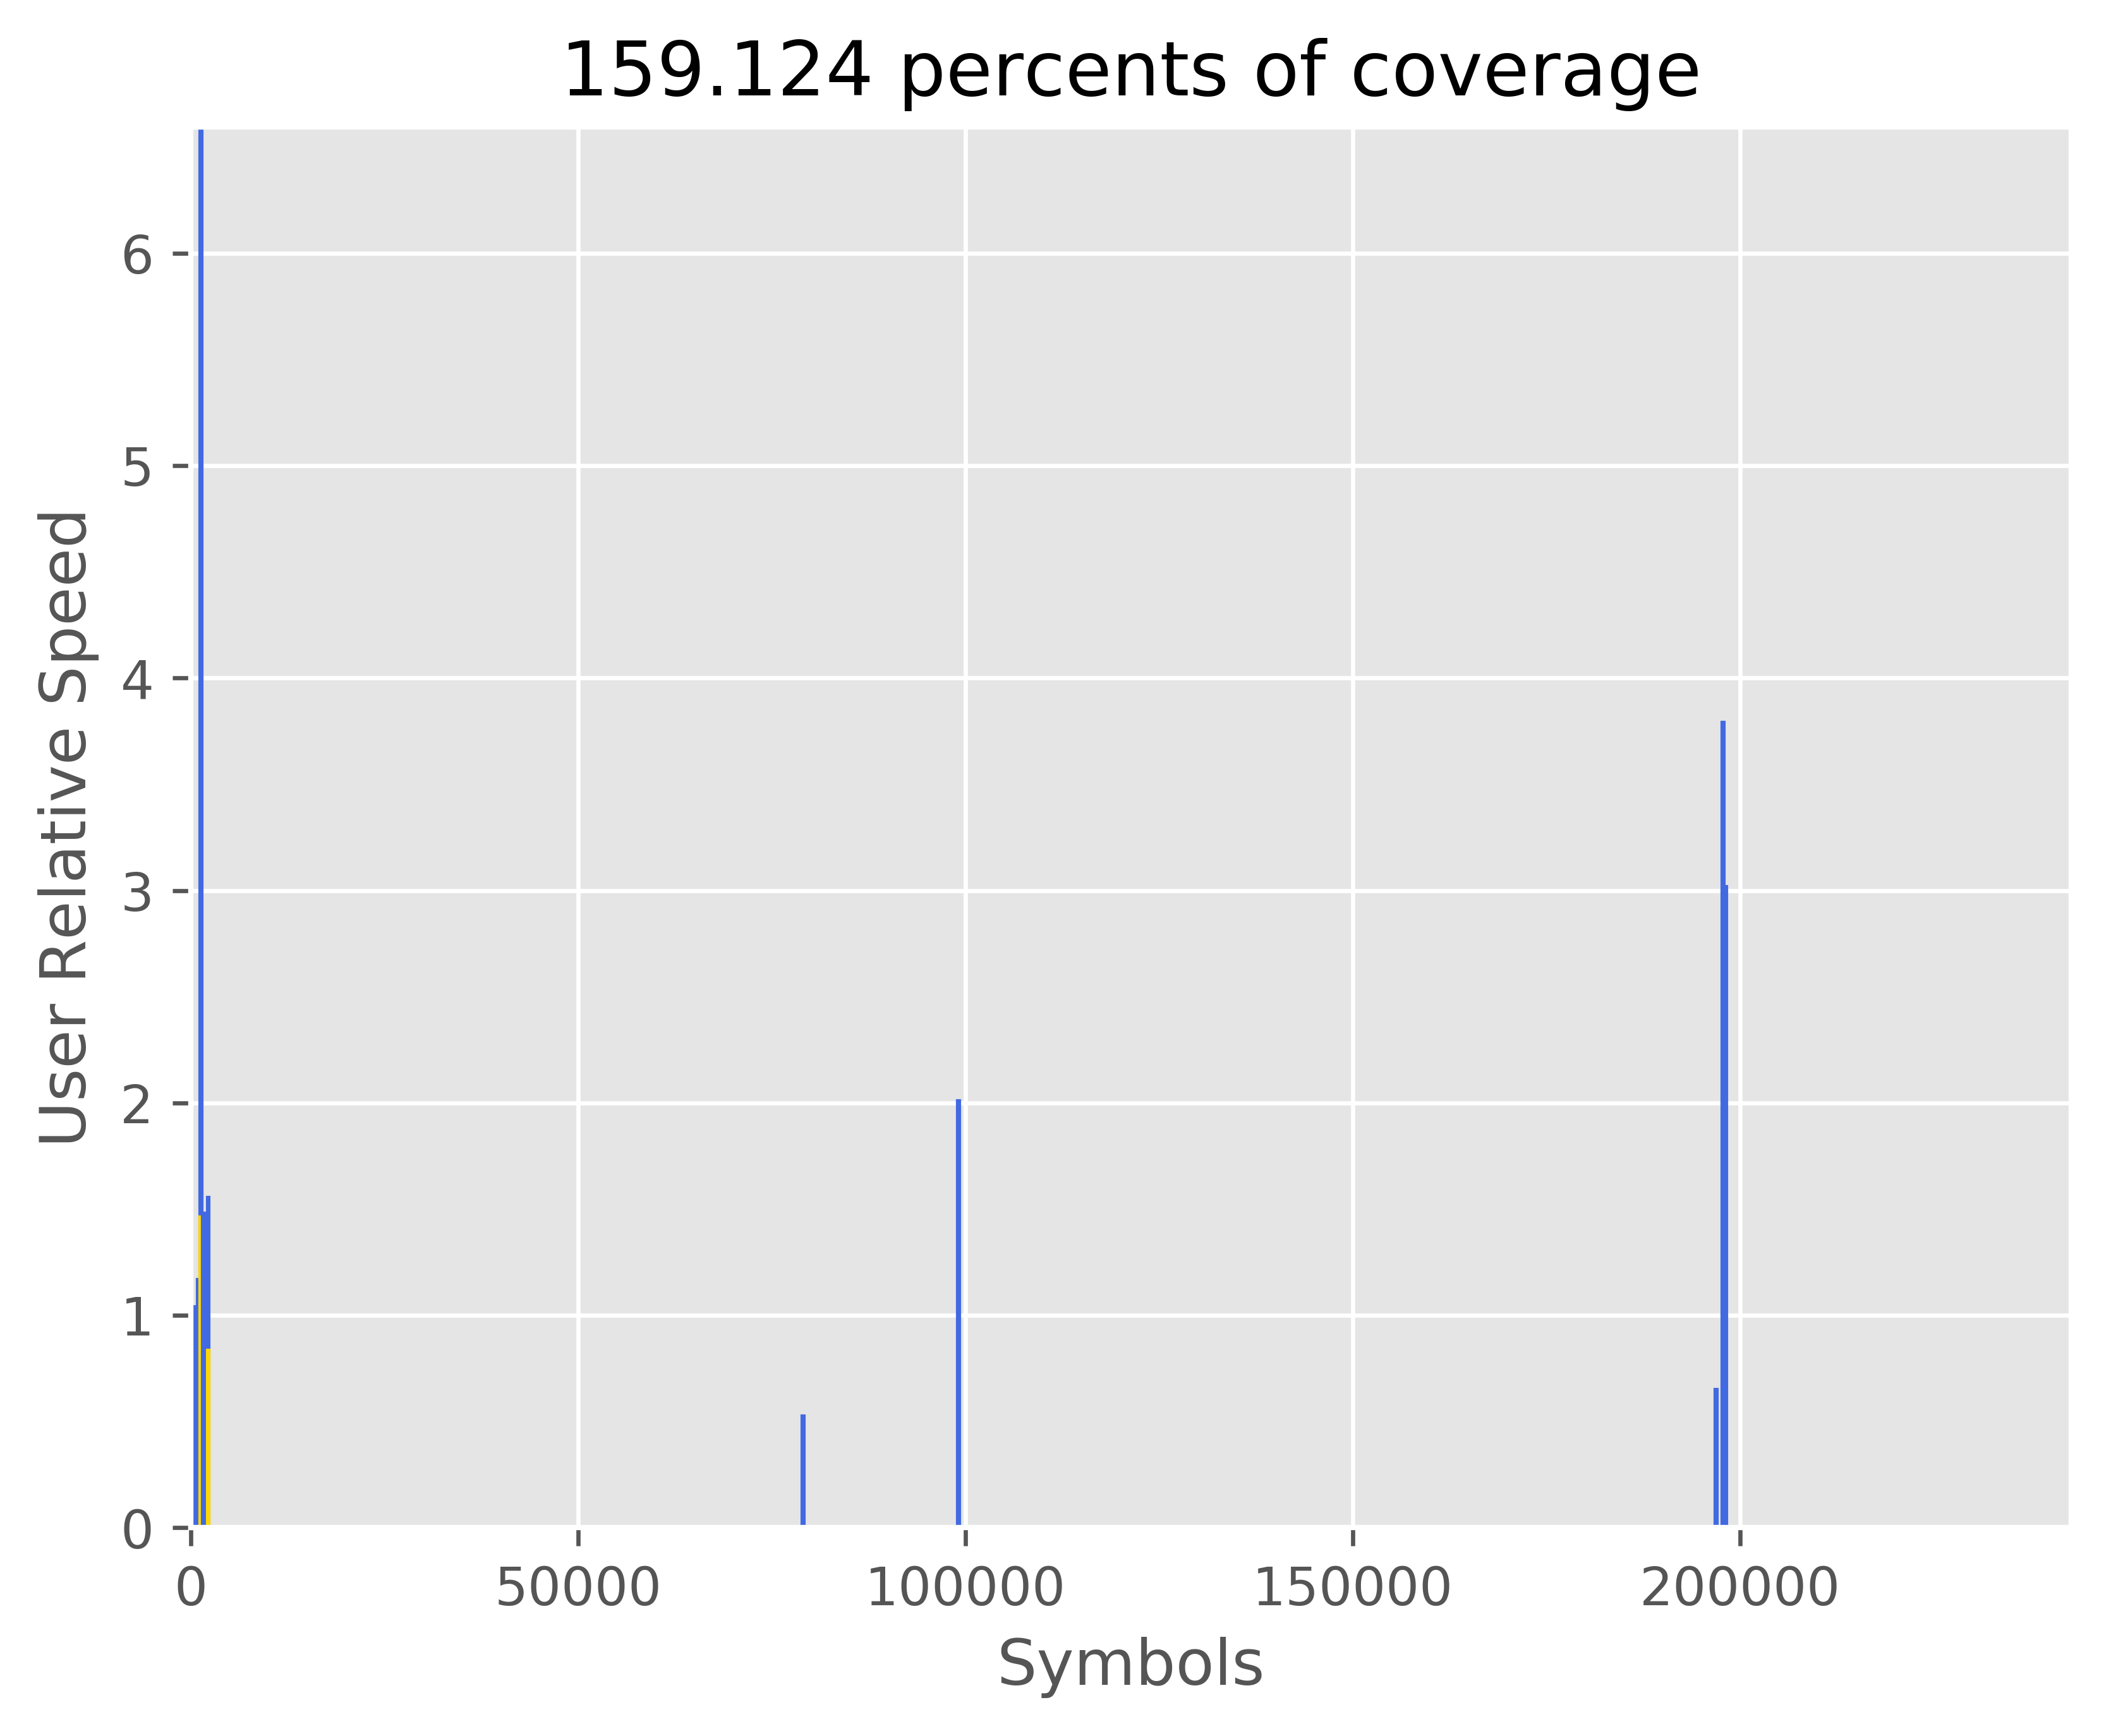 159.124 percents of coverage
User Relative Speed
6
5
4
3
2
1
0
0 50000 100000 150000 200000
Symbols